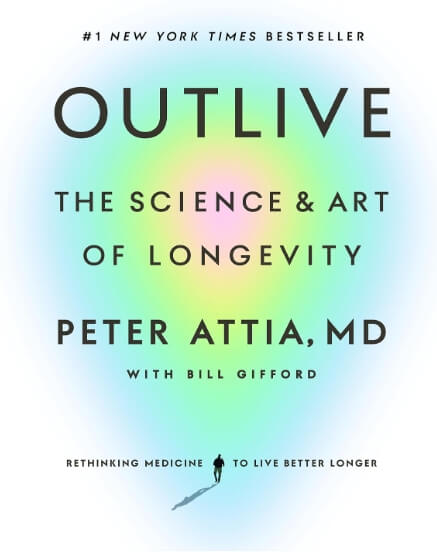 #1 NEW YORK TIMES BESTSELLER
OUTLIVE
THE SCIENCE & ART
OF LONGEVITY
PETER ATTIA, MD
WITH BILL GIFFORD
RETHINKING MEDICINE TO LIVE BETTER LONGER